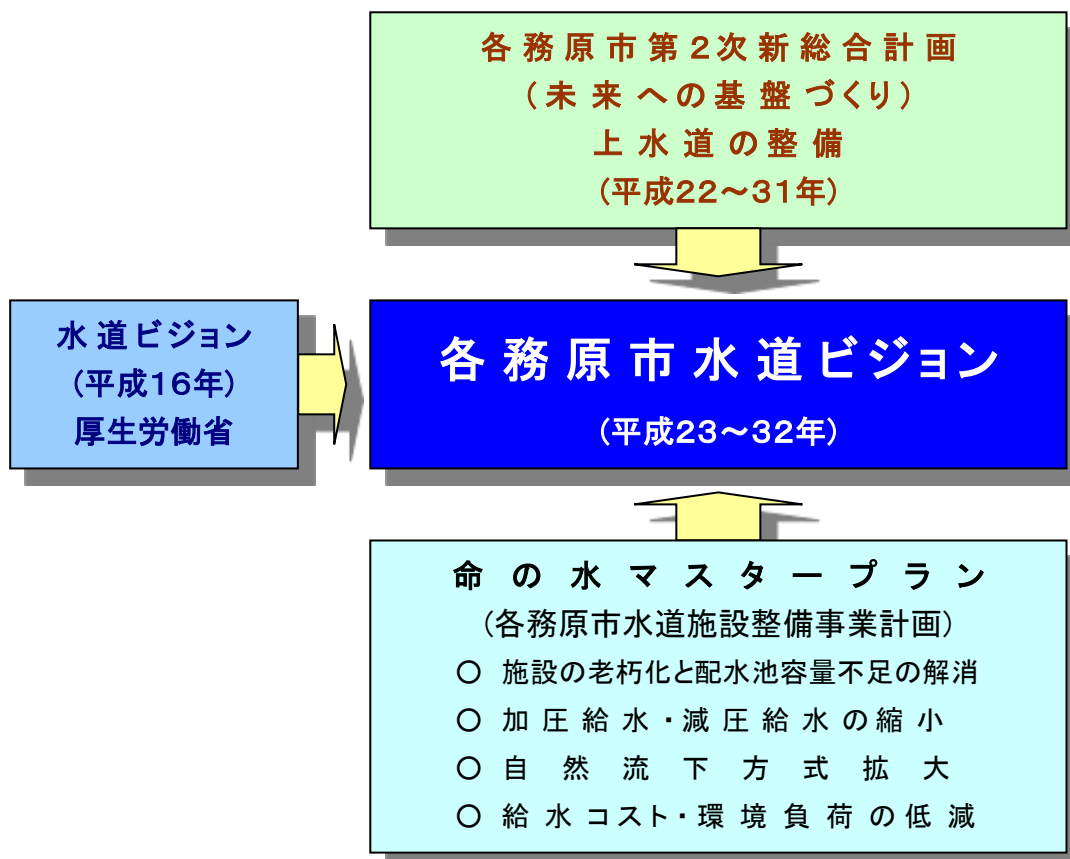 各務原市第2次新総合計画
(未来への基盤づくり)
上水道の整備
(平成22～31年)
水道ビジョン
(平成16年)
厚生労働省
各務原市水道ビジョン
(平成23～32年)
命の水マスタープラン
(各務原市水道施設整備事業計画)
○ 施設の老朽化と配水池容量不足の解消
○ 加圧給水・減圧給水の縮小
○ 自然流下方式拡大
○ 給水コスト・環境負荷の低減